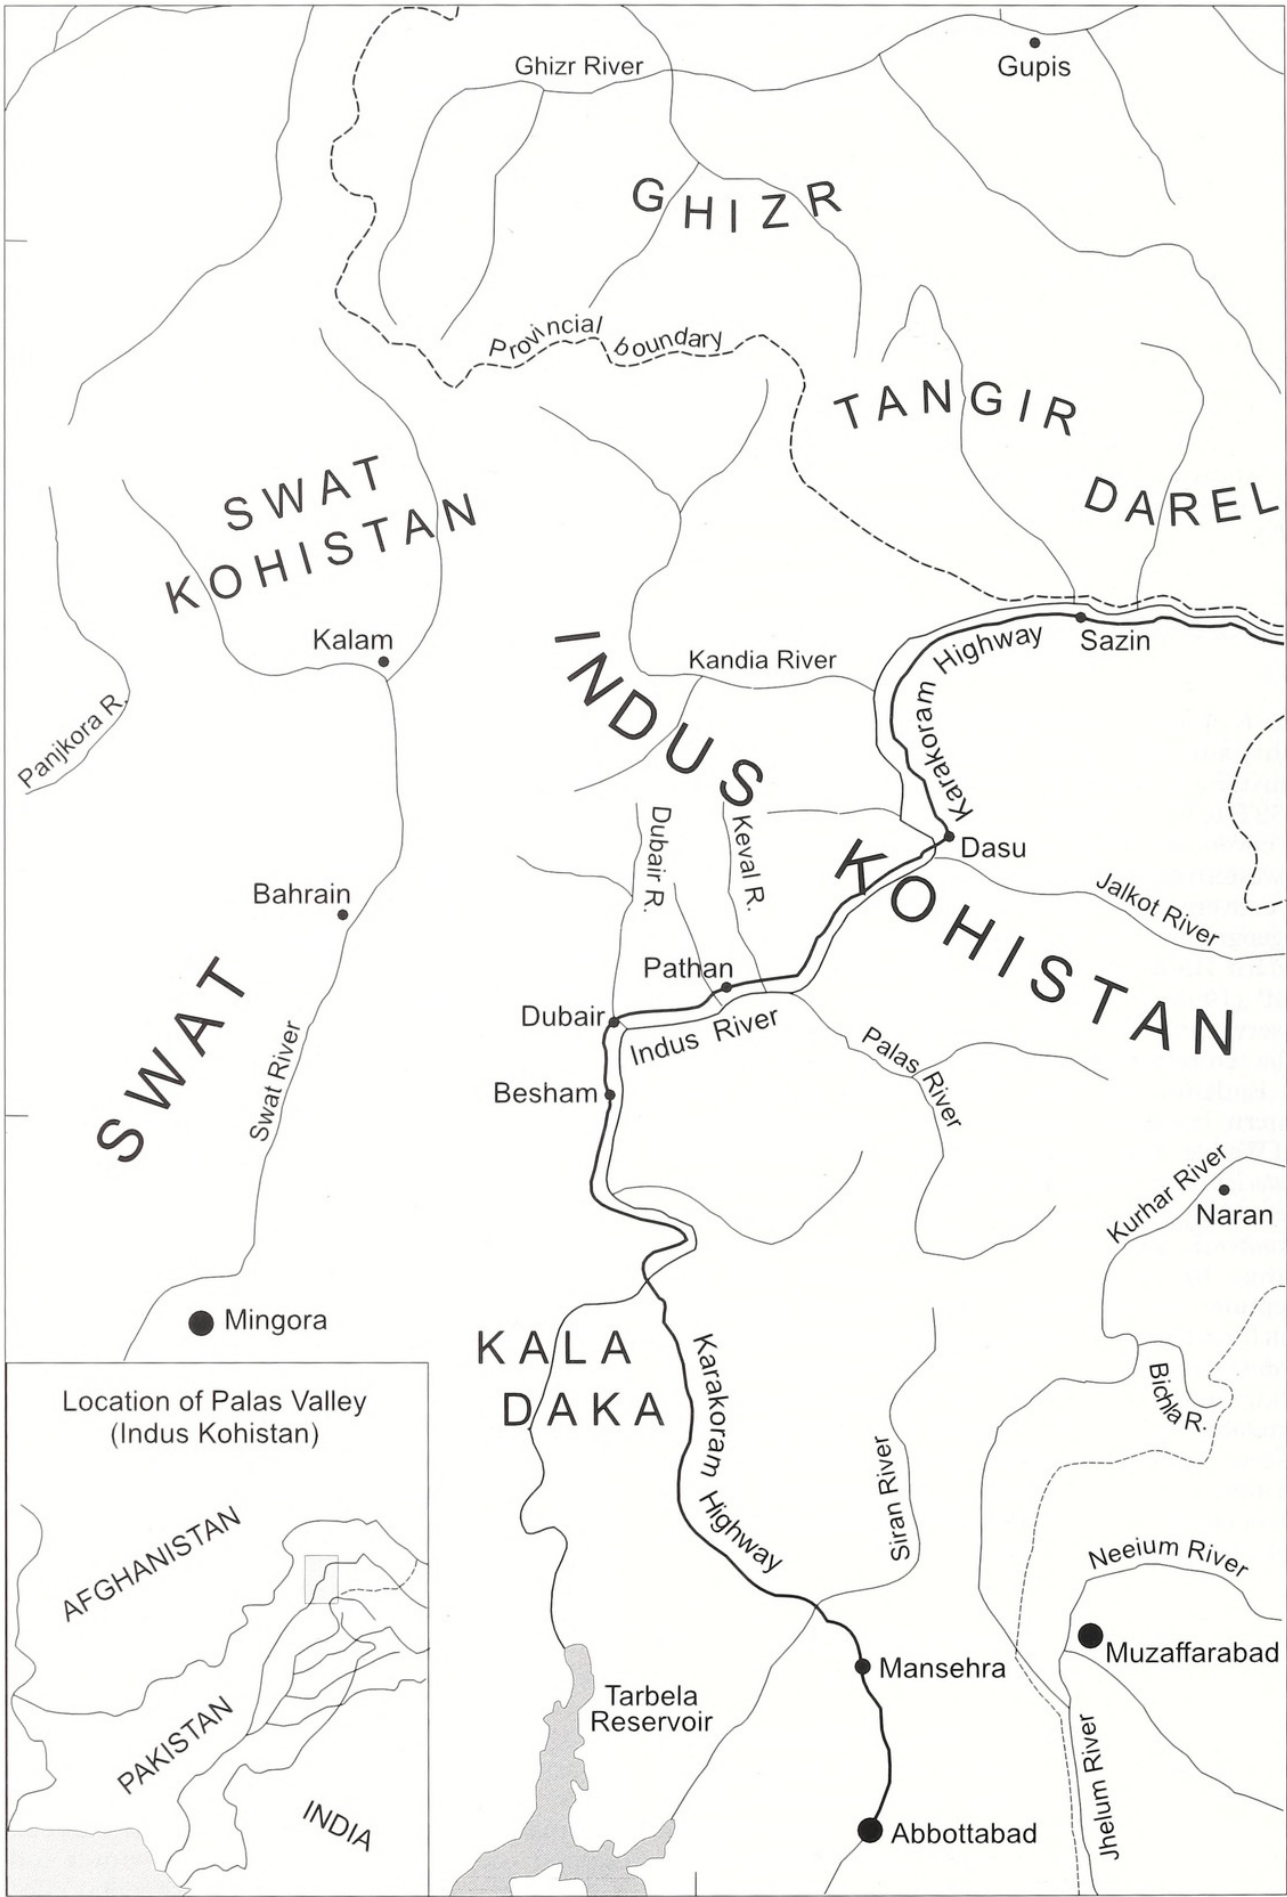 Ghizr River
Gupis
GHIZR
Provincial boundary
TANGIR
DAREL
SWAT
KOHISTAN
Kalam
Panjkora R.
INDUS
KOHISTAN
Kandia River
Karakoram Highway
Sazin
Dubair R.
Keval R.
Dasu
Jalkot River
Bahrain
SWAT
Swat River
Pathan
Dubair
Indus River
Besham
Palas River
Kurhar River
Naran
Mingora
KALA
DAKA
Karakoram Highway
Siran River
Bichla R.
Neeium River
Muzaffarabad
Mansehra
Tarbela
Reservoir
Jhelum River
Abbottabad
Location of Palas Valley
(Indus Kohistan)
AFGHANISTAN
PAKISTAN
INDIA